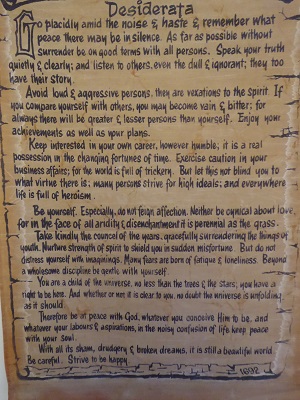 Desiderata
Go placidly amid the noise & haste, & remember what
peace there may be in silence. As far as possible without
surrender be on good terms with all persons. Speak your truth
quietly & clearly; and listen to others, even the dull & ignorant; they too
have their story.
Avoid loud & aggressive persons, they are vexations to the spirit. If
you compare yourself with others, you may become vain & bitter; for
always there will be greater & lesser persons than yourself. Enjoy your
achievements as well as your plans.
Keep interested in your own career, however humble; it is a real
possession in the changing fortunes of time. Exercise caution in your
business affairs; for the world is full of trickery. But let this not blind you to
what virtue there is; many persons strive for high ideals; and everywhere
life is full of heroism.
Be yourself. Especially, do not feign affection. Neither be cynical about love,
for in the face of all aridity & disenchantment it is perennial as the grass.
Take kindly the council of the years, gracefully surrendering the things of
youth. Nurture strength of spirit to shield you in sudden misfortune. But do not
distress yourself with imaginings. Many fears are born of fatigue & loneliness. Beyond
a wholesome discipline be gentle with yourself.
You are a child of the universe, no less than the trees & the stars; you have a
right to be here. And whether or not it is clear to you, no doubt the universe is unfolding
as it should.
Therefore be at peace with God, whatever you conceive Him to be, and
whatever your labours & aspirations, in the noisy confusion of life keep peace
with your soul.
With all its sham, drudgery & broken dreams, it is still a beautiful world.
Be careful. Strive to be happy.
1692